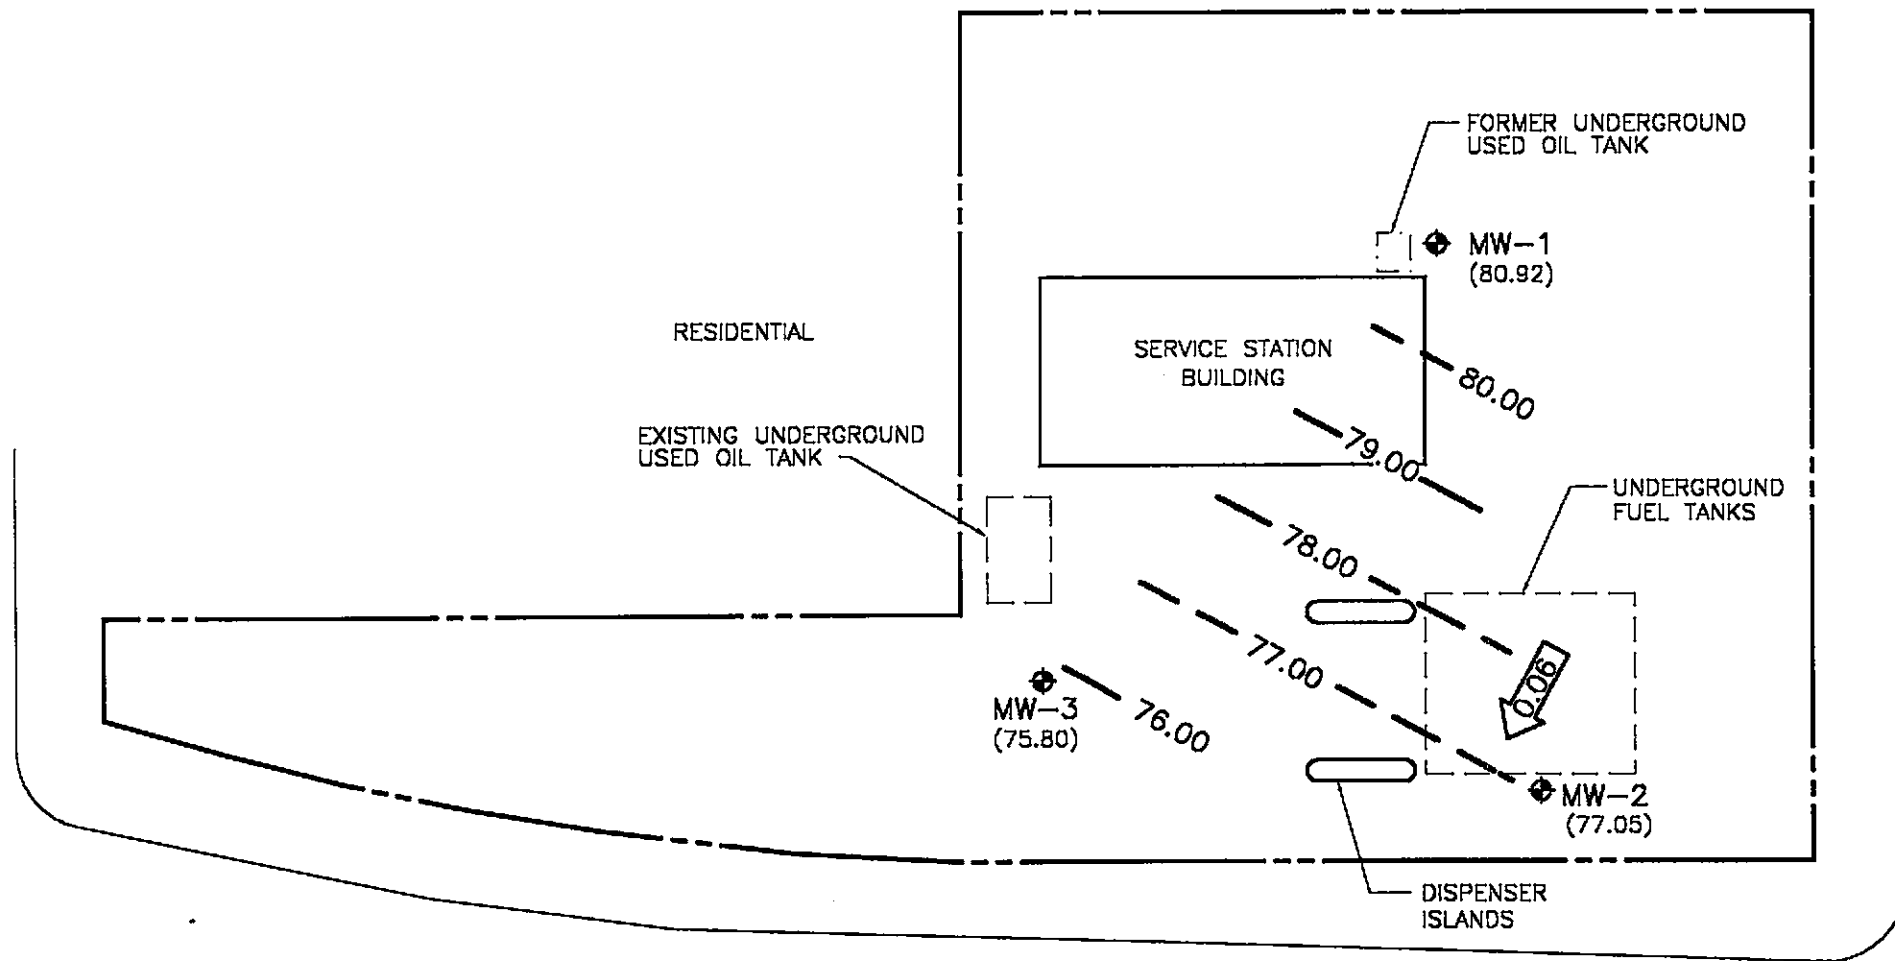 FORMER UNDERGROUND
USED OIL TANK
MW-1
(80.92)
RESIDENTIAL
SERVICE STATION
BUILDING
80.00
EXISTING UNDERGROUND
USED OIL TANK
79.00
UNDERGROUND
FUEL TANKS
78.00
77.00
0.06
MW-3
(75.80)
76.00
MW-2
(77.05)
DISPENSER
ISLANDS